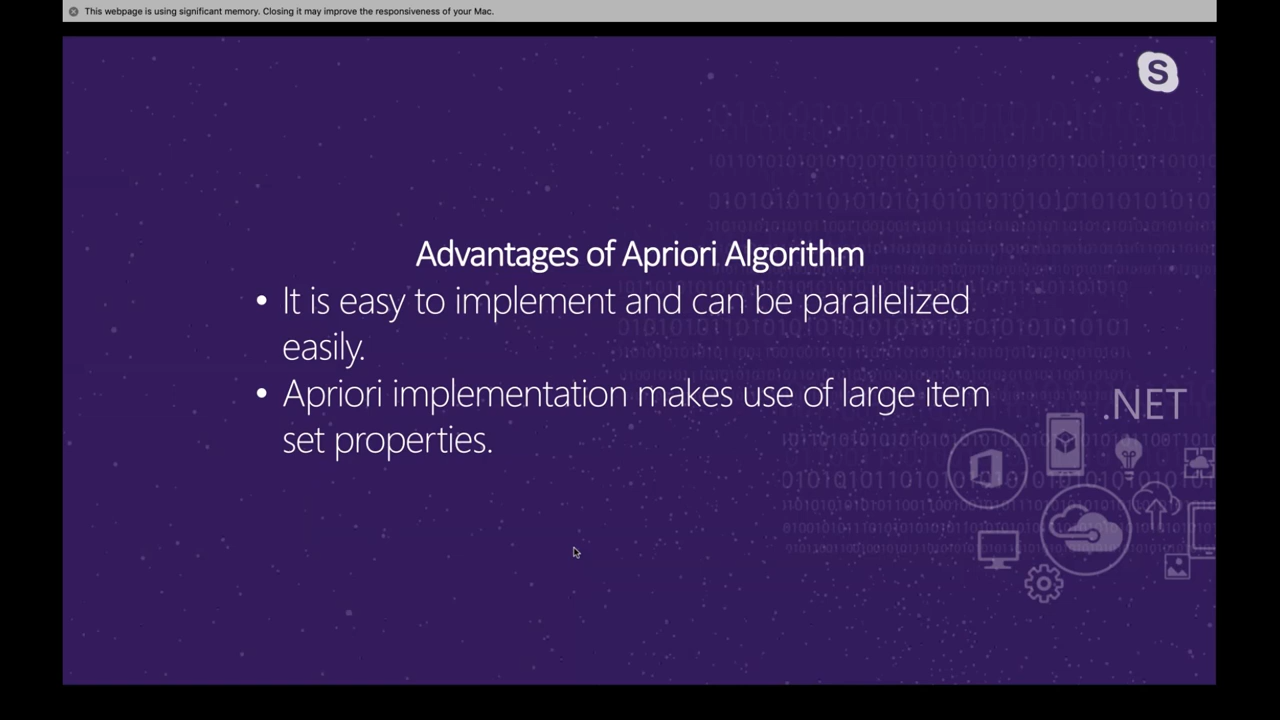 This webpage is using significant memory. Closing it may improve the responsiveness of your Mac.
S
Advantages of Apriori Algorithm
• It is easy to implement and can be parallelized
easily.
• Apriori implementation makes use of large item
set properties.
.NET